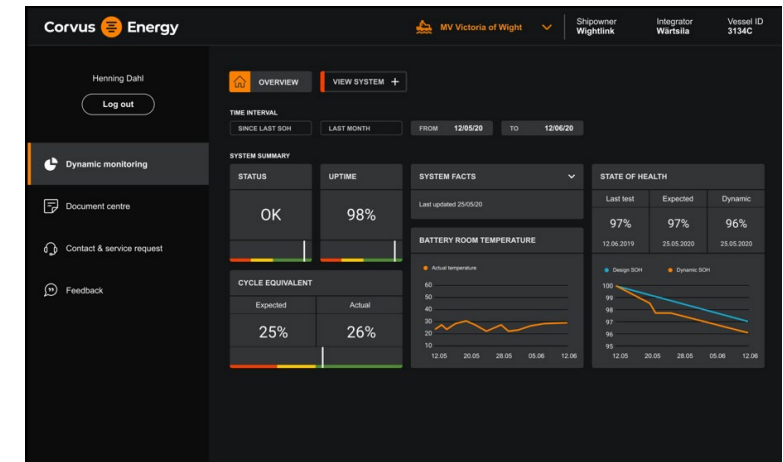 Corvus Energy
MV Victoria of Wight
Shipowner
Wightlink
Integrator
Wärtsila
Vessel ID
3134C
Henning Dahl
Log out
Dynamic monitoring
Document centre
Contact & service request
Feedback
OVERVIEW
VIEW SYSTEM +
TIME INTERVAL
SINCE LAST SOH
LAST MONTH
FROM 12/05/20 TO 12/06/20
SYSTEM SUMMARY
STATUS
OK
UPTIME
98%
CYCLE EQUIVALENT
Expected
25%
Actual
26%
SYSTEM FACTS
Last updated 25/05/20
BATTERY ROOM TEMPERATURE
Actual temperature
60
50
40
30
20
10
12.05 20.05 28.05 05.06 12.06
STATE OF HEALTH
Last test
97%
12.06.2019
Expected
97%
25.05.2020
Dynamic
96%
25.05.2020
Design SOH Dynamic SOH
100
99
98
97
96
95
12.05 20.05 28.05 05.06 12.06